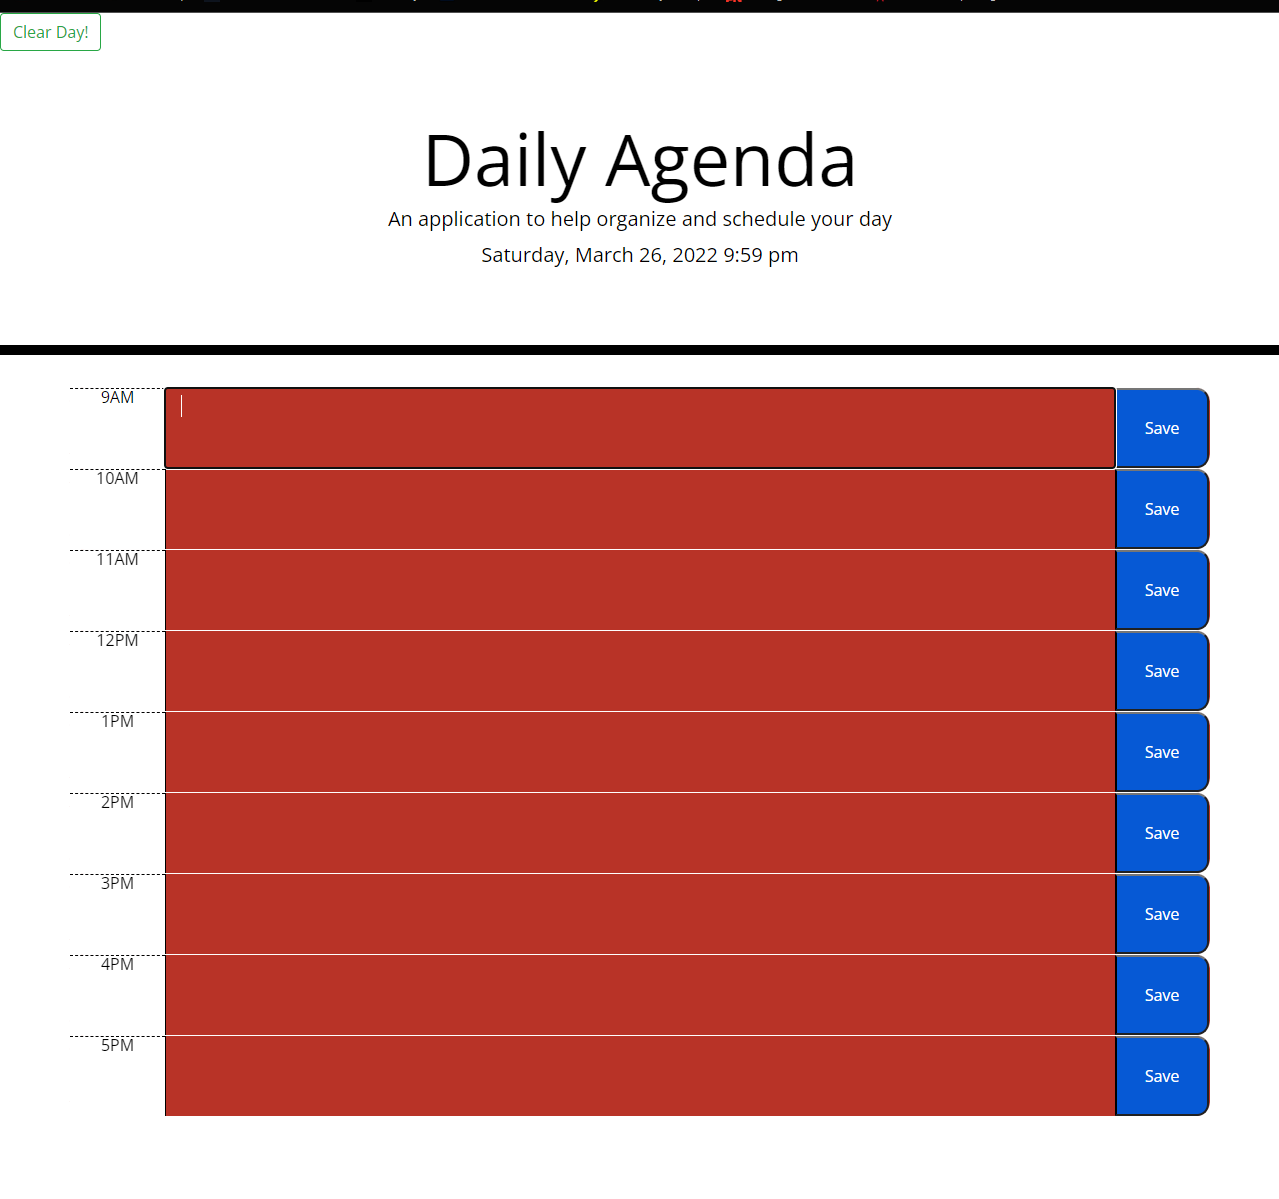 Clear Day!
Daily Agenda
An application to help organize and schedule your day
Saturday, March 26, 2022 9:59 pm
9AM
Save
10AM
Save
11AM
Save
12PM
Save
1PM
Save
2PM
Save
3PM
Save
4PM
Save
5PM
Save